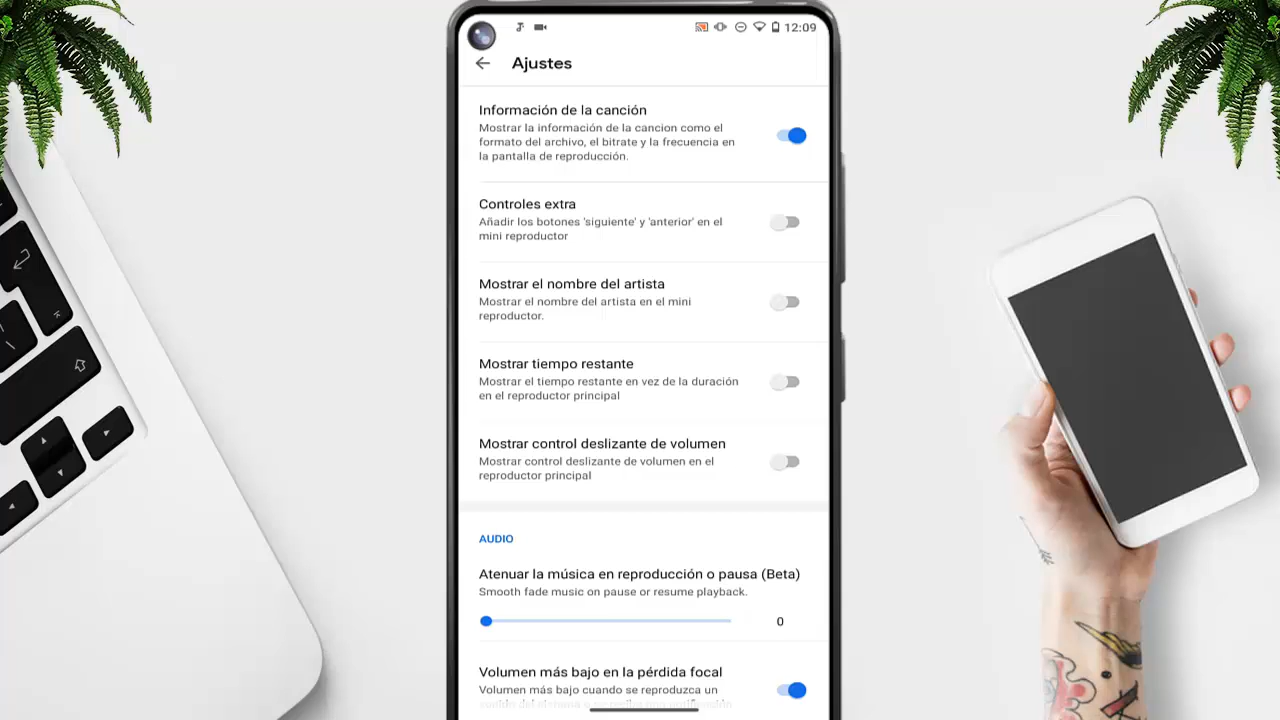 12:09
Ajustes
Información de la canción
Mostrar la información de la cancion como el
formato del archivo, el bitrate y la frecuencia en
la pantalla de reproducción.
Controles extra
Añadir los botones 'siguiente' y 'anterior' en el
mini reproductor
Mostrar el nombre del artista
Mostrar el nombre del artista en el mini
reproductor.
Mostrar tiempo restante
Mostrar el tiempo restante en vez de la duración
en el reproductor principal
Mostrar control deslizante de volumen
Mostrar control deslizante de volumen en el
reproductor principal
AUDIO
Atenuar la música en reproducción o pausa (Beta)
Smooth fade music on pause or resume playback.
0
Volumen más bajo en la pérdida focal
Volumen más bajo cuando se reproduzca un